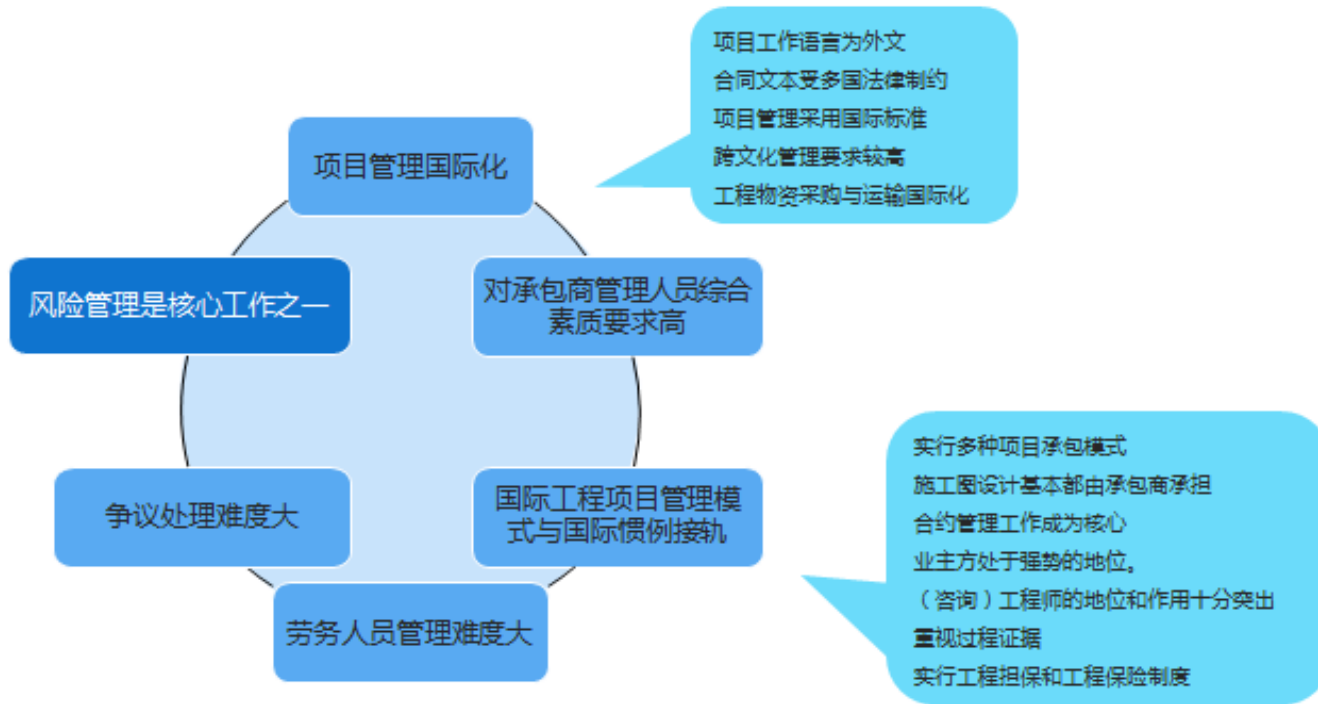 项目工作语言为外文
合同文本受多国法律制约
项目管理采用国际标准
跨文化管理要求较高
工程物资采购与运输国际化
项目管理国际化
风险管理是核心工作之一
对承包商管理人员综合
素质要求高
争议处理难度大
国际工程项目管理模
式与国际惯例接轨
劳务人员管理难度大
实行多种项目承包模式
施工图设计基本都由承包商承担
合约管理工作成为核心
业主方处于强势的地位。
（咨询）工程师的地位和作用十分突出
重视过程证据
实行工程担保和工程保险制度